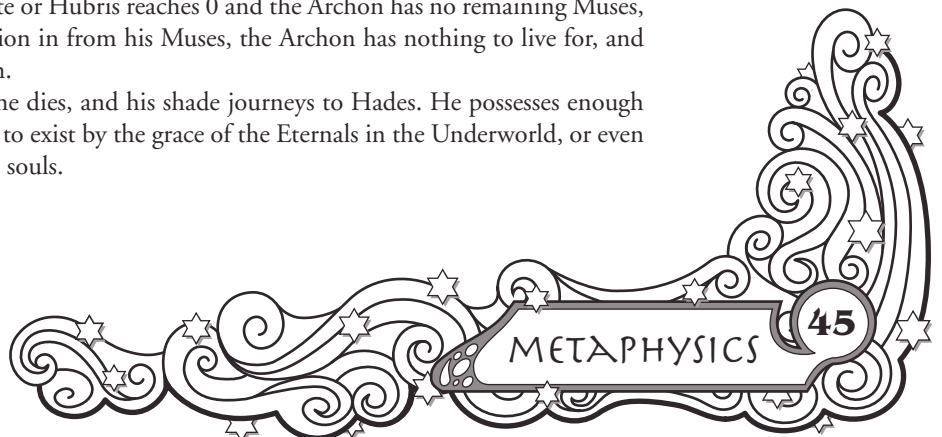 or Hubris reaches 0 and the Archon has no remaining Muses,
in from his Muses, the Archon has nothing to live for, and
he dies, and his shade journeys to Hades. He possesses enough
to exist by the grace of the Eternals in the Underworld, or even
souls.
METAPHYSICS
45